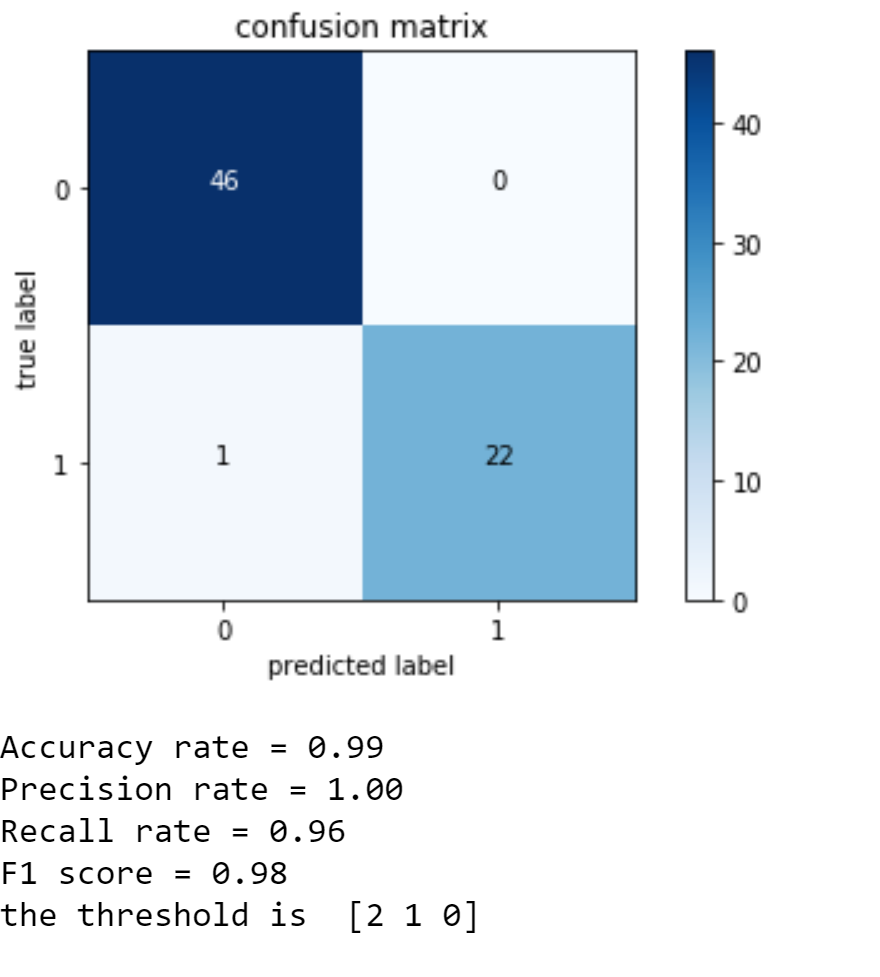 confusion matrix
0 46 0 40
30
true label
20
1 1 22
10
0
0 1
predicted label
Accuracy rate = 0.99
Precision rate = 1.00
Recall rate = 0.96
F1 score = 0.98
the threshold is  [2 1 0]